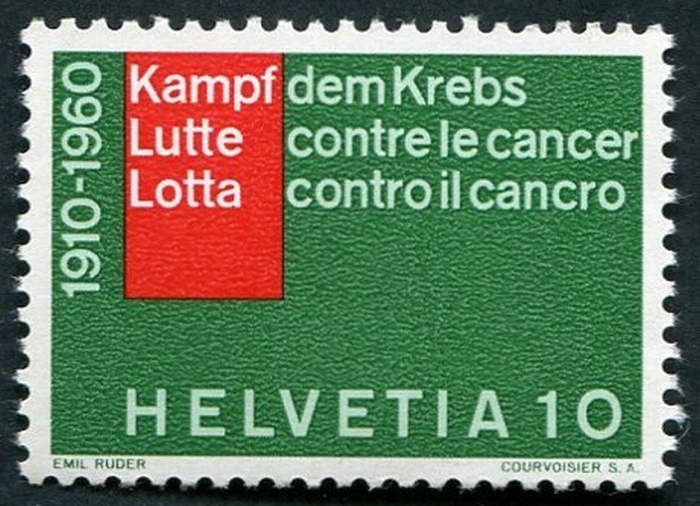 1910-1960
Kampf dem Krebs
Lutte contre le cancer
Lotta contro il cancro
HELVETIA 10
EMIL RUDER COURVOISIER S. A.